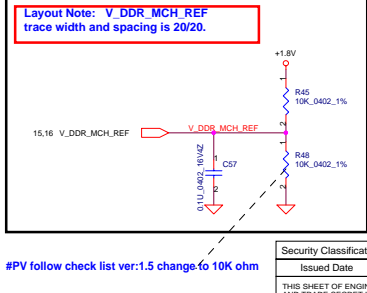 Layout Note: V_DDR_MCH_REF
trace width and spacing is 20/20.
+1.8V
1
R45
10K_0402_1%
2
15,16 V_DDR_MCH_REF
V_DDR_MCH_REF
1
R48
10K_0402_1%
2
1
C57
2
0.1U_0402_16V4Z
#PV follow check list ver:1.5 change to 10K ohm
Security Classificat
Issued Date
THIS SHEET OF ENGIN